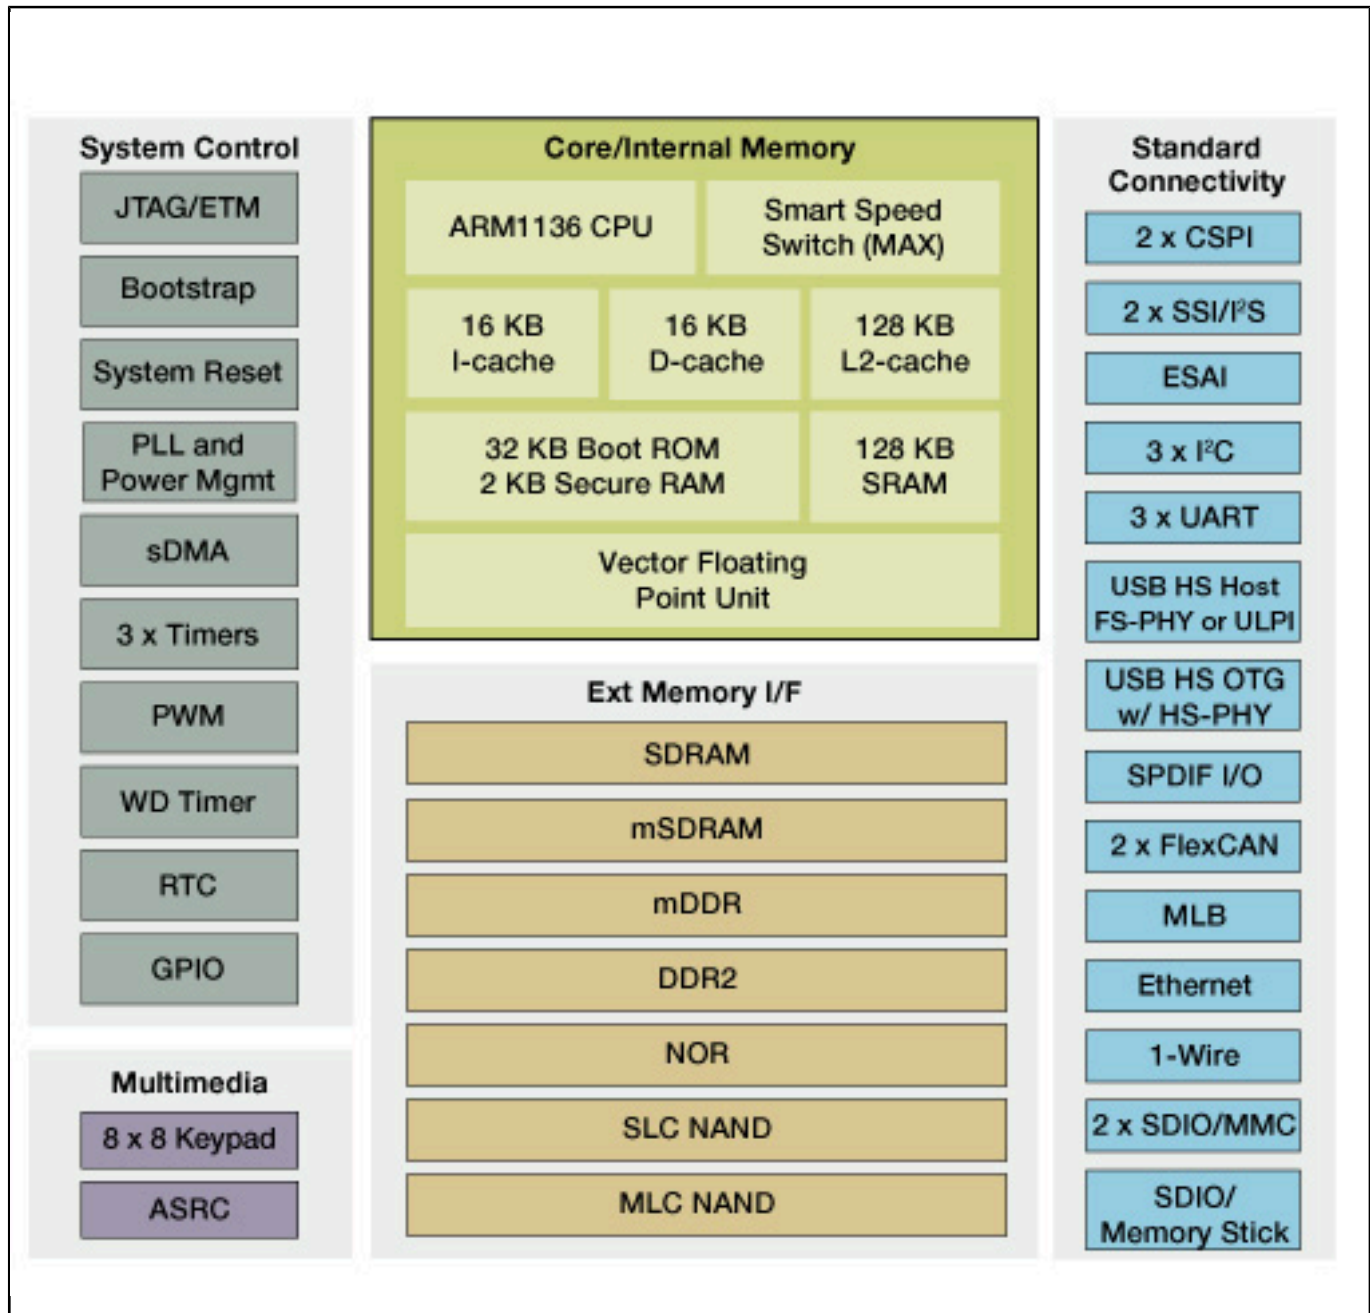 System Control
JTAG/ETM
Bootstrap
System Reset
PLL and
Power Mgmt
sDMA
3 x Timers
PWM
WD Timer
RTC
GPIO
Multimedia
8 x 8 Keypad
ASRC
Core/Internal Memory
ARM1136 CPU
Smart Speed
Switch (MAX)
16 KB
I-cache
16 KB
D-cache
128 KB
L2-cache
32 KB Boot ROM
2 KB Secure RAM
128 KB
SRAM
Vector Floating
Point Unit
Ext Memory I/F
SDRAM
mSDRAM
mDDR
DDR2
NOR
SLC NAND
MLC NAND
Standard
Connectivity
2 x CSPI
2 x SSI/I²S
ESAI
3 x I²C
3 x UART
USB HS Host
FS-PHY or ULPI
USB HS OTG
w/ HS-PHY
SPDIF I/O
2 x FlexCAN
MLB
Ethernet
1-Wire
2 x SDIO/MMC
SDIO/
Memory Stick